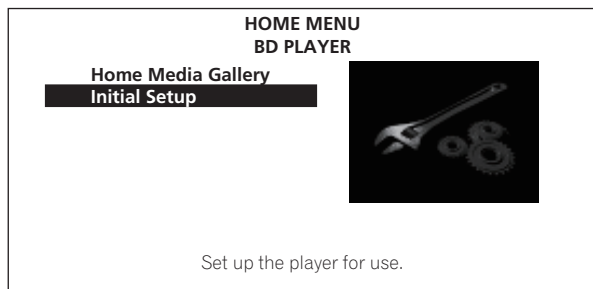 HOME MENU
BD PLAYER
Home Media Gallery
Initial Setup
Set up the player for use.